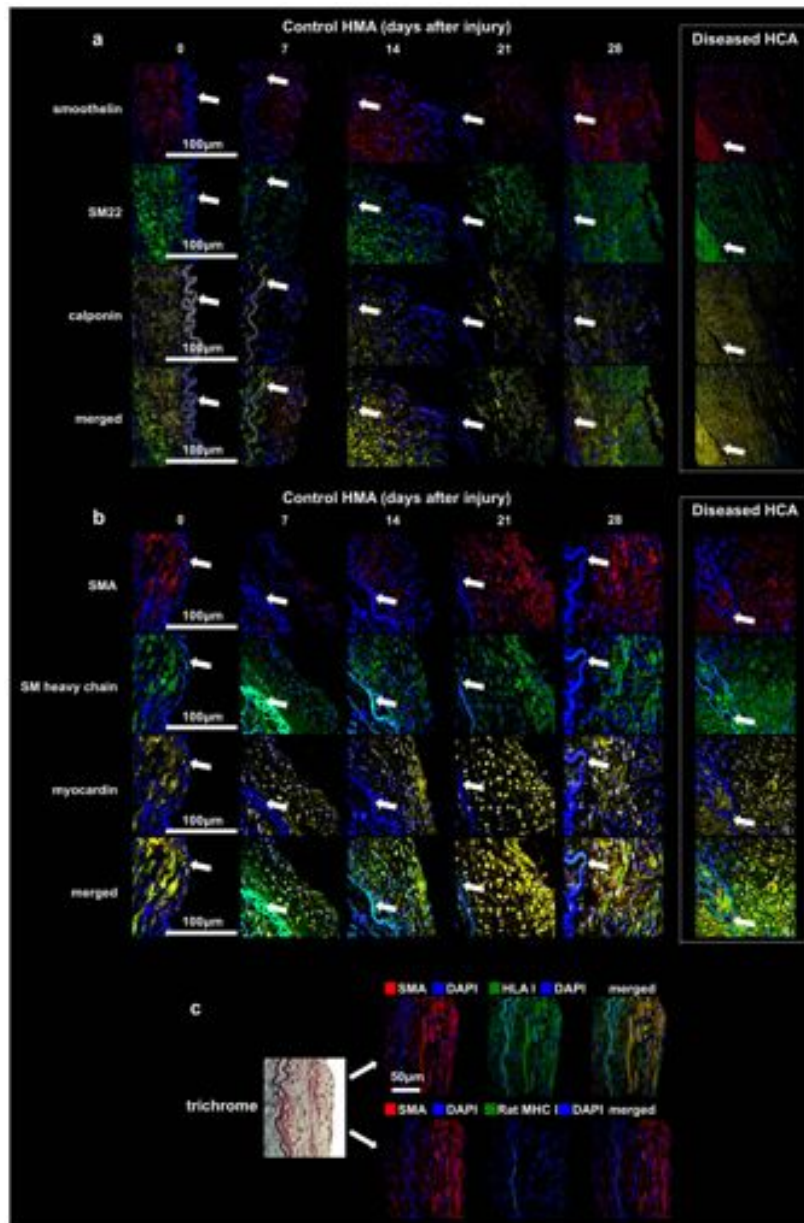 a
Control HMA (days after injury)
0 7 14 21 28
Diseased HCA
smoothelin
100µm
SM22
100µm
calponin
merged
100µm
b
Control HMA (days after injury)
0 7 14 21 28
Diseased HCA
SMA
100µm
SM heavy chain
100µm
myocardin
100µm
merged
100µm
c
SMA DAPI HLA I DAPI merged
50µm
trichrome
SMA DAPI Rat MHC I DAPI merged